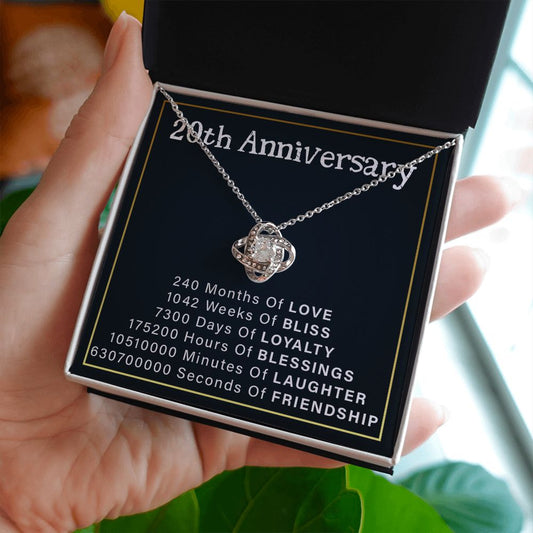 20th Anniversary
240 Months Of LOVE
1042 Weeks Of BLISS
7300 Days Of LOYALTY
175200 Hours Of BLESSINGS
10510000 Minutes Of LAUGHTER
630700000 Seconds Of FRIENDSHIP